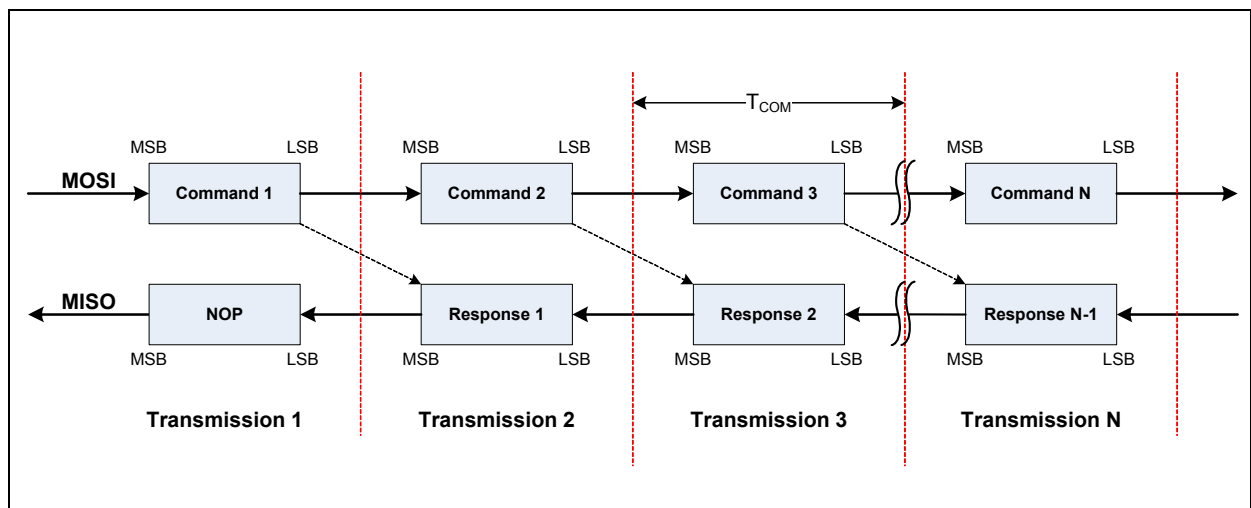 T_COM
MSB LSB MSB LSB MSB LSB MSB LSB
MOSI Command 1 Command 2 Command 3 Command N
MISO NOP Response 1 Response 2 Response N-1
MSB LSB MSB LSB MSB LSB MSB LSB
Transmission 1 Transmission 2 Transmission 3 Transmission N